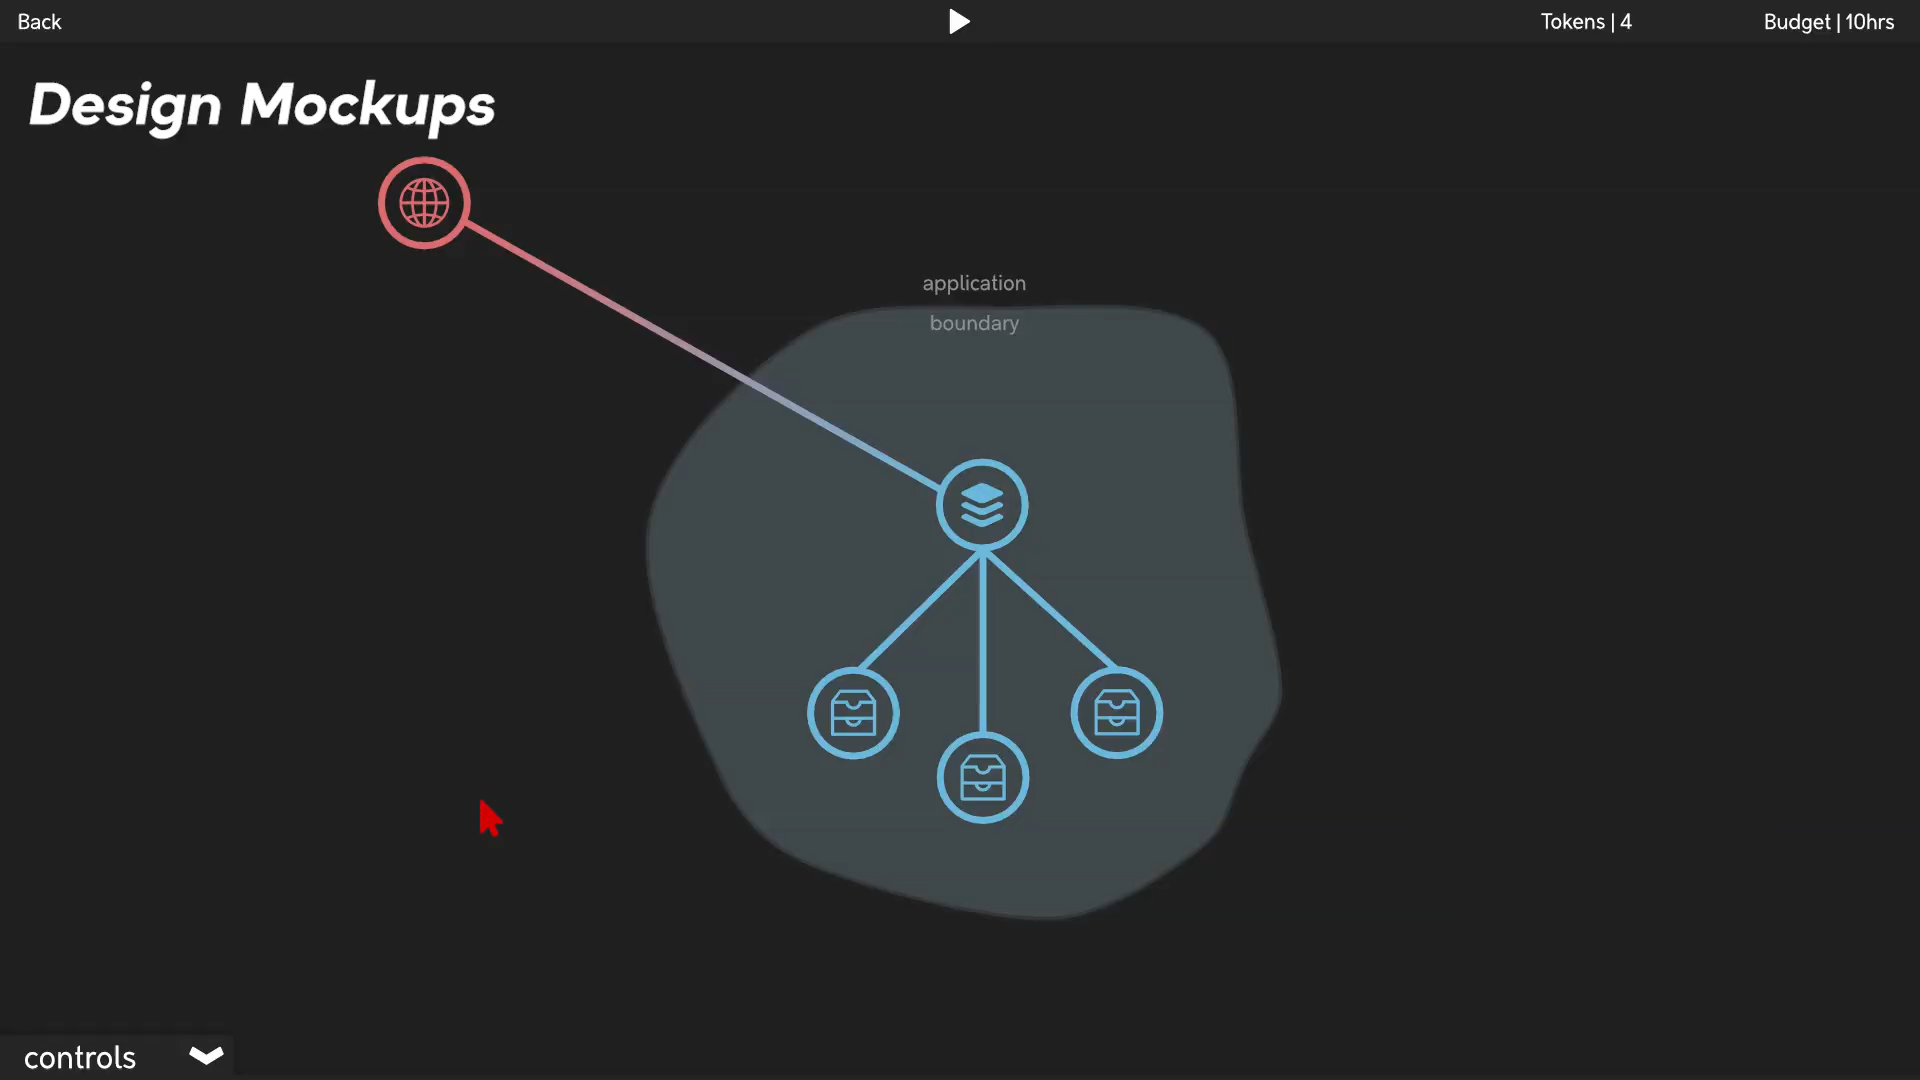 Back
Tokens | 4
Budget | 10hrs
Design Mockups
application
boundary
controls